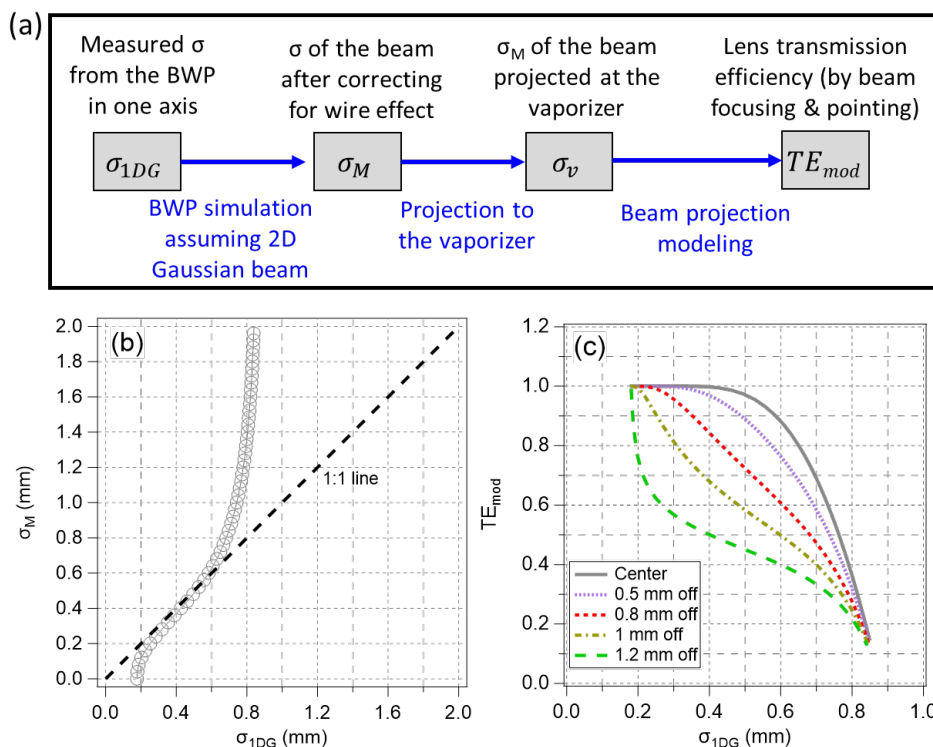 (a)
Measured σ
from the BWP
in one axis
σ of the beam
after correcting
for wire effect
σM of the beam
projected at the
vaporizer
Lens transmission
efficiency (by beam
focusing & pointing)
σ1DG
σM
σv
TEmod
BWP simulation
assuming 2D
Gaussian beam
Projection to
the vaporizer
Beam projection
modeling
(b)
2.0
1.8
1.6
1.4
1.2
1.0
0.8
0.6
0.4
0.2
0.0
σM (mm)
1:1 line
0.0 0.4 0.8 1.2 1.6 2.0
σ1DG (mm)
(c)
1.2
1.0
0.8
0.6
0.4
0.2
0.0
TEmod
Center
0.5 mm off
0.8 mm off
1 mm off
1.2 mm off
0.0 0.2 0.4 0.6 0.8 1.0
σ1DG (mm)